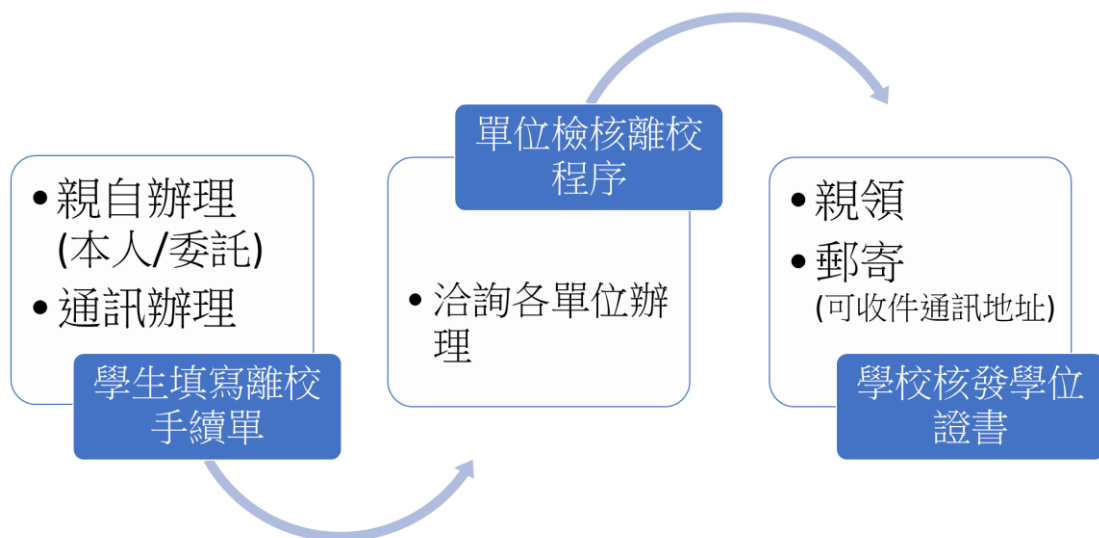 • 親自辦理
(本人/委託)
• 通訊辦理
學生填寫離校
手續單
單位檢核離校
程序
• 洽詢各單位辦
理
• 親領
• 郵寄
(可收件通訊地址)
學校核發學位
證書